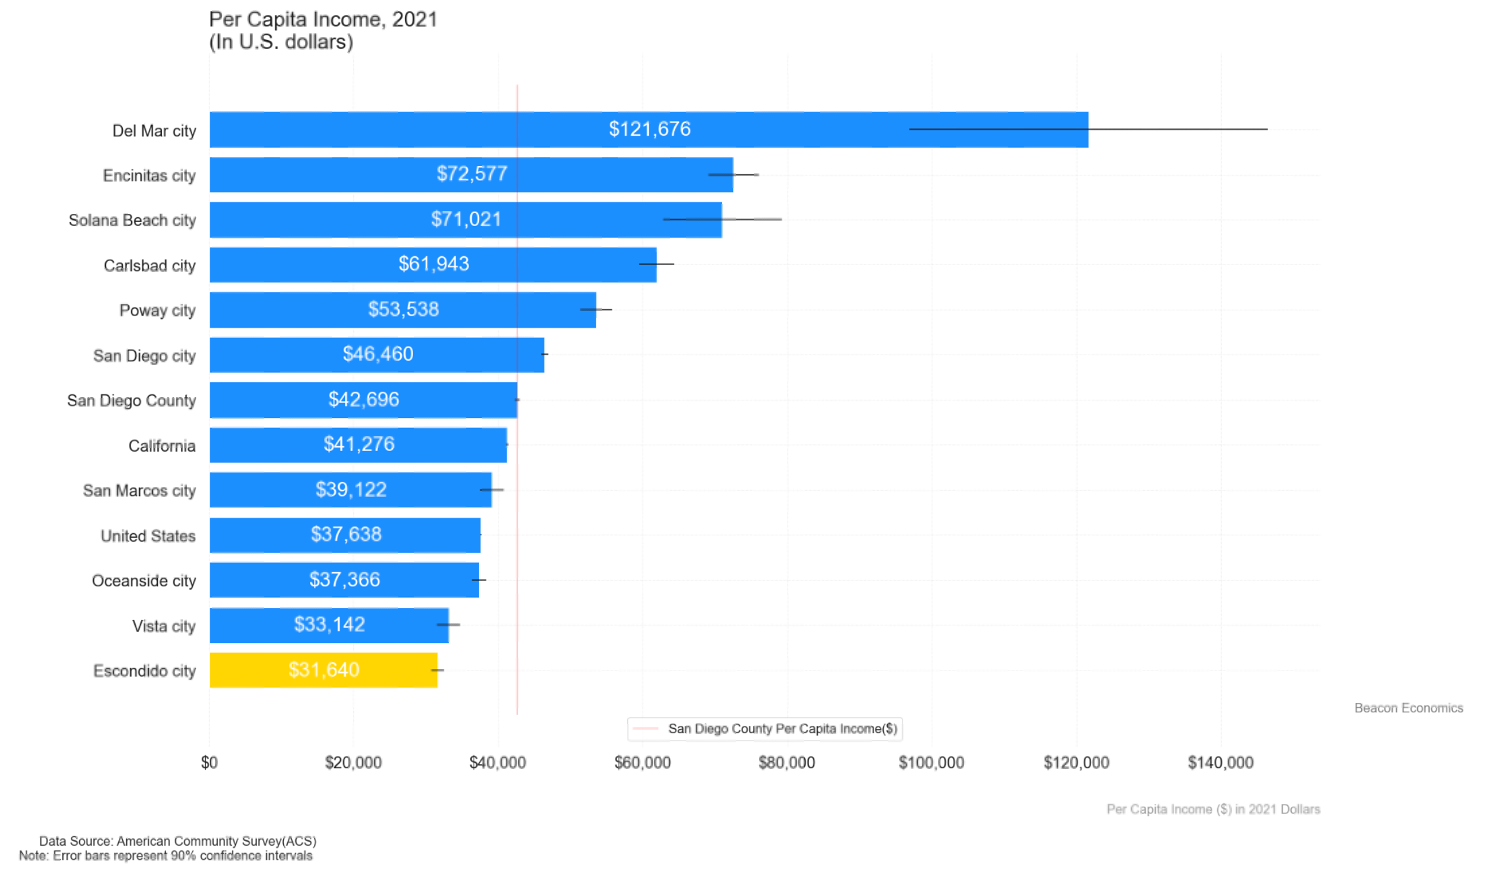 Per Capita Income, 2021
(In U.S. dollars)
Del Mar city
$121,676
Encinitas city
$72,577
Solana Beach city
$71,021
Carlsbad city
$61,943
Poway city
$53,538
San Diego city
$46,460
San Diego County
$42,696
California
$41,276
San Marcos city
$39,122
United States
$37,638
Oceanside city
$37,366
Vista city
$33,142
Escondido city
$31,640
Beacon Economics
San Diego County Per Capita Income($)
$0 $20,000 $40,000 $60,000 $80,000 $100,000 $120,000 $140,000
Per Capita Income ($) in 2021 Dollars
Data Source: American Community Survey(ACS)
Note: Error bars represent 90% confidence intervals